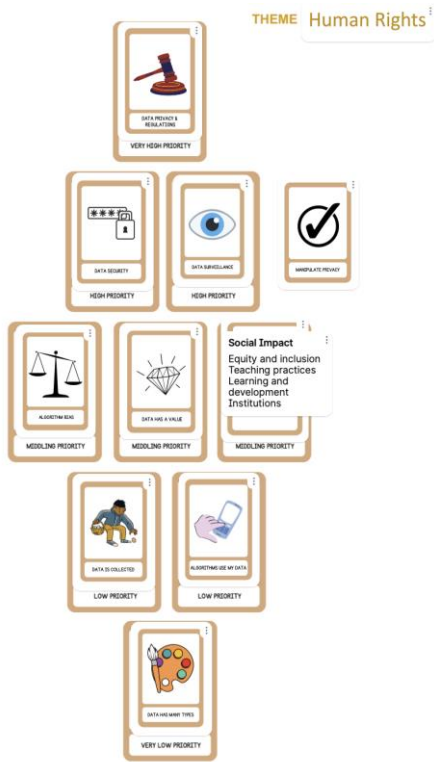 THEME Human Rights
DATA PRIVACY &
REGULATIONS
VERY HIGH PRIORITY
DATA SECURITY
HIGH PRIORITY
DATA SURVEILLANCE
HIGH PRIORITY
MANIPULATE PRIVACY
ALGORITHM BIAS
MIDDLING PRIORITY
DATA HAS A VALUE
MIDDLING PRIORITY
Social Impact
Equity and inclusion
Teaching practices
Learning and
development
Institutions
MIDDLING PRIORITY
DATA IS COLLECTED
LOW PRIORITY
ALGORITHMS USE MY DATA
LOW PRIORITY
DATA HAS MANY TYPES
VERY LOW PRIORITY